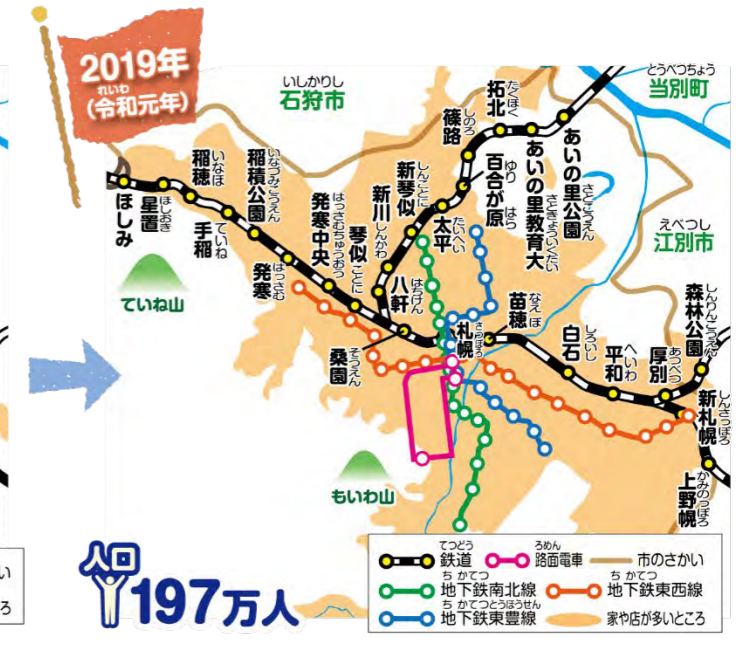 2019年
れいわ
(令和元年)
いしかりし
石狩市
とうべつちょう
当別町
えべつし
江別市
ほしみ
ほしおき
星置
いなほ
稲穂
ていね
手稲
いなづみこうえん
稲積公園
はっさむ
発寒
はっさむちゅうおう
発寒中央
ことに
琴似
そうえん
桑園
はちけん
八軒
しんかわ
新川
しんことに
新琴似
たいへい
太平
ゆりがはら
百合が原
しのろ
篠路
たくほく
拓北
さときょういくだい
あいの里教育大
さとこうえん
あいの里公園
さっぽろ
札幌
なえぼ
苗穂
しろいし
白石
へいわ
平和
あつべつ
厚別
しんりんこうえん
森林公園
しんさっぽろ
新札幌
かみのっぽろ
上野幌
ていね山
もいわ山
人口
197万人
てつどう
鉄道
ろめん
路面電車
市のさかい
ちかてつ
地下鉄南北線
ちかてつ
地下鉄東西線
ちかてつとうほうせん
地下鉄東豊線
家や店が多いところ
い
ろ